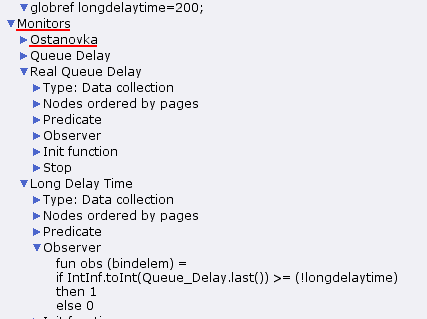 globref longdelaytime=200;
Monitors
Ostanovka
Queue Delay
Real Queue Delay
Type: Data collection
Nodes ordered by pages
Predicate
Observer
Init function
Stop
Long Delay Time
Type: Data collection
Nodes ordered by pages
Predicate
Observer
fun obs (bindelem) =
if IntInf.toInt(Queue_Delay.last()) >= (!longdelaytime)
then 1
else 0
Init function